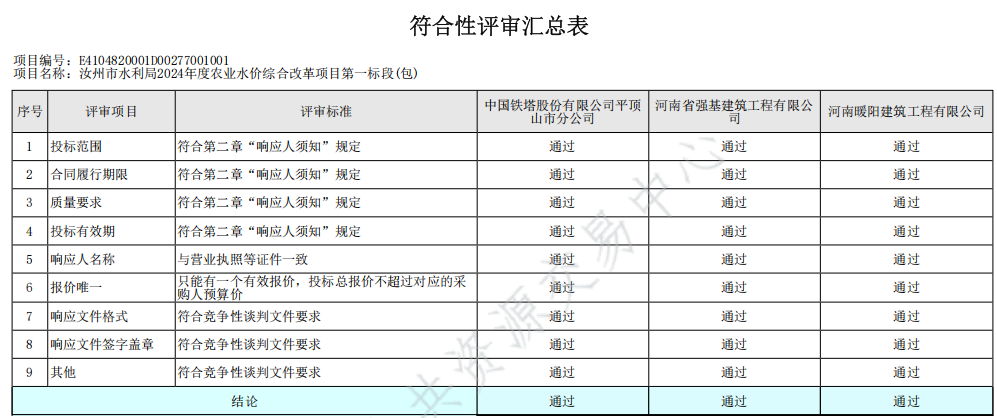 符合性评审汇总表
项目编号：E4104820001D00277001001
项目名称：汝州市水利局2024年度农业水价综合改革项目第一标段(包)
序号 评审项目 评审标准 中国铁塔股份有限公司平顶山市分公司 河南省强基建筑工程有限公司 河南暖阳建筑工程有限公司
1 投标范围 符合第二章“响应人须知”规定 通过 通过 通过
2 合同履行期限 符合第二章“响应人须知”规定 通过 通过 通过
3 质量要求 符合第二章“响应人须知”规定 通过 通过 通过
4 投标有效期 符合第二章“响应人须知”规定 通过 通过 通过
5 响应人名称 与营业执照等证件一致 通过 通过 通过
6 报价唯一 只能有一个有效报价，投标总报价不超过对应的采购人预算价 通过 通过 通过
7 响应文件格式 符合竞争性谈判文件要求 通过 通过 通过
8 响应文件签字盖章 符合竞争性谈判文件要求 通过 通过 通过
9 其他 符合竞争性谈判文件要求 通过 通过 通过
结论 通过 通过 通过
共资源交易中心